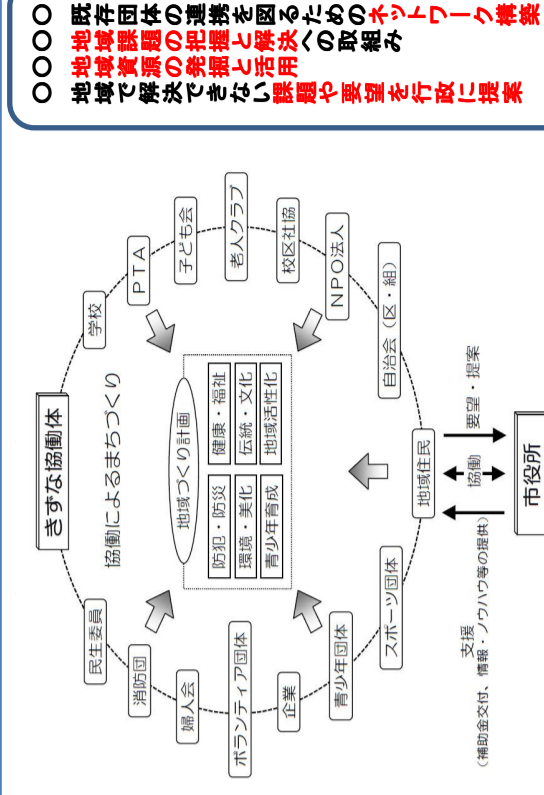 きずな協働体
協働によるまちづくり
地域づくり計画
防犯・防災
健康・福祉
環境・美化
伝統・文化
青少年育成
地域活性化
民生委員
消防団
婦人会
ボランティア団体
企業
青少年団体
スポーツ団体
学校
PTA
子ども会
老人クラブ
校区社協
NPO法人
自治会（区・組）
地域住民
支援
（補助金交付、情報・ノウハウ等の提供）
協働
要望・提案
市役所
○ 既存団体の連携を図るためのネットワーク構築
○ 地域課題の把握と解決への取組み
○ 地域資源の発掘と活用
○ 地域で解決できない課題や要望を行政に提案